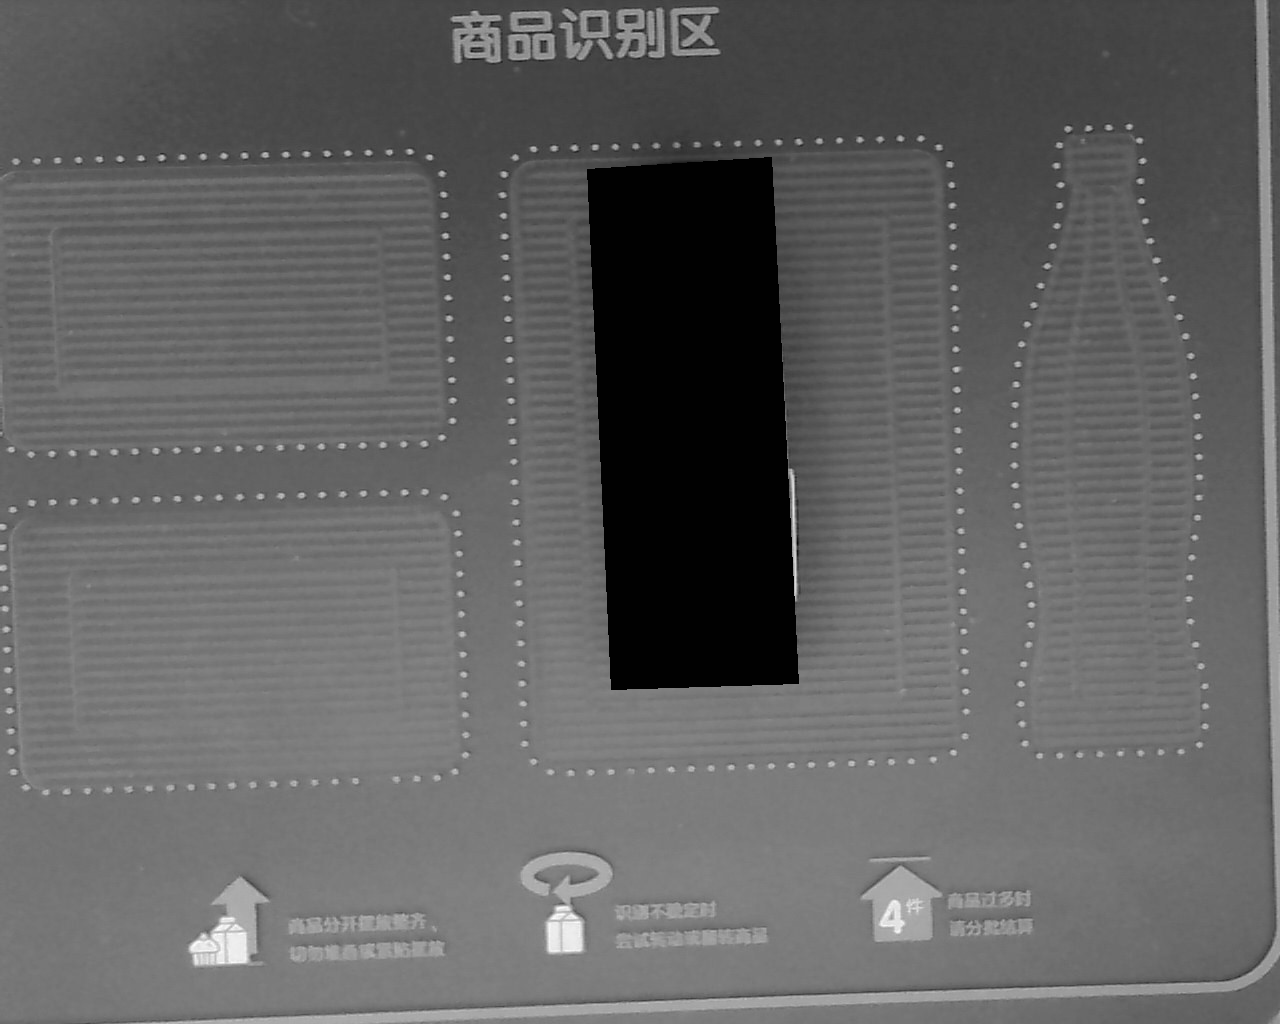 商品识别区
商品分开摆放整齐、
切勿堆叠或紧贴摆放
识别不稳定时
尝试转动或翻转商品
4件
商品过多时
请分批结算